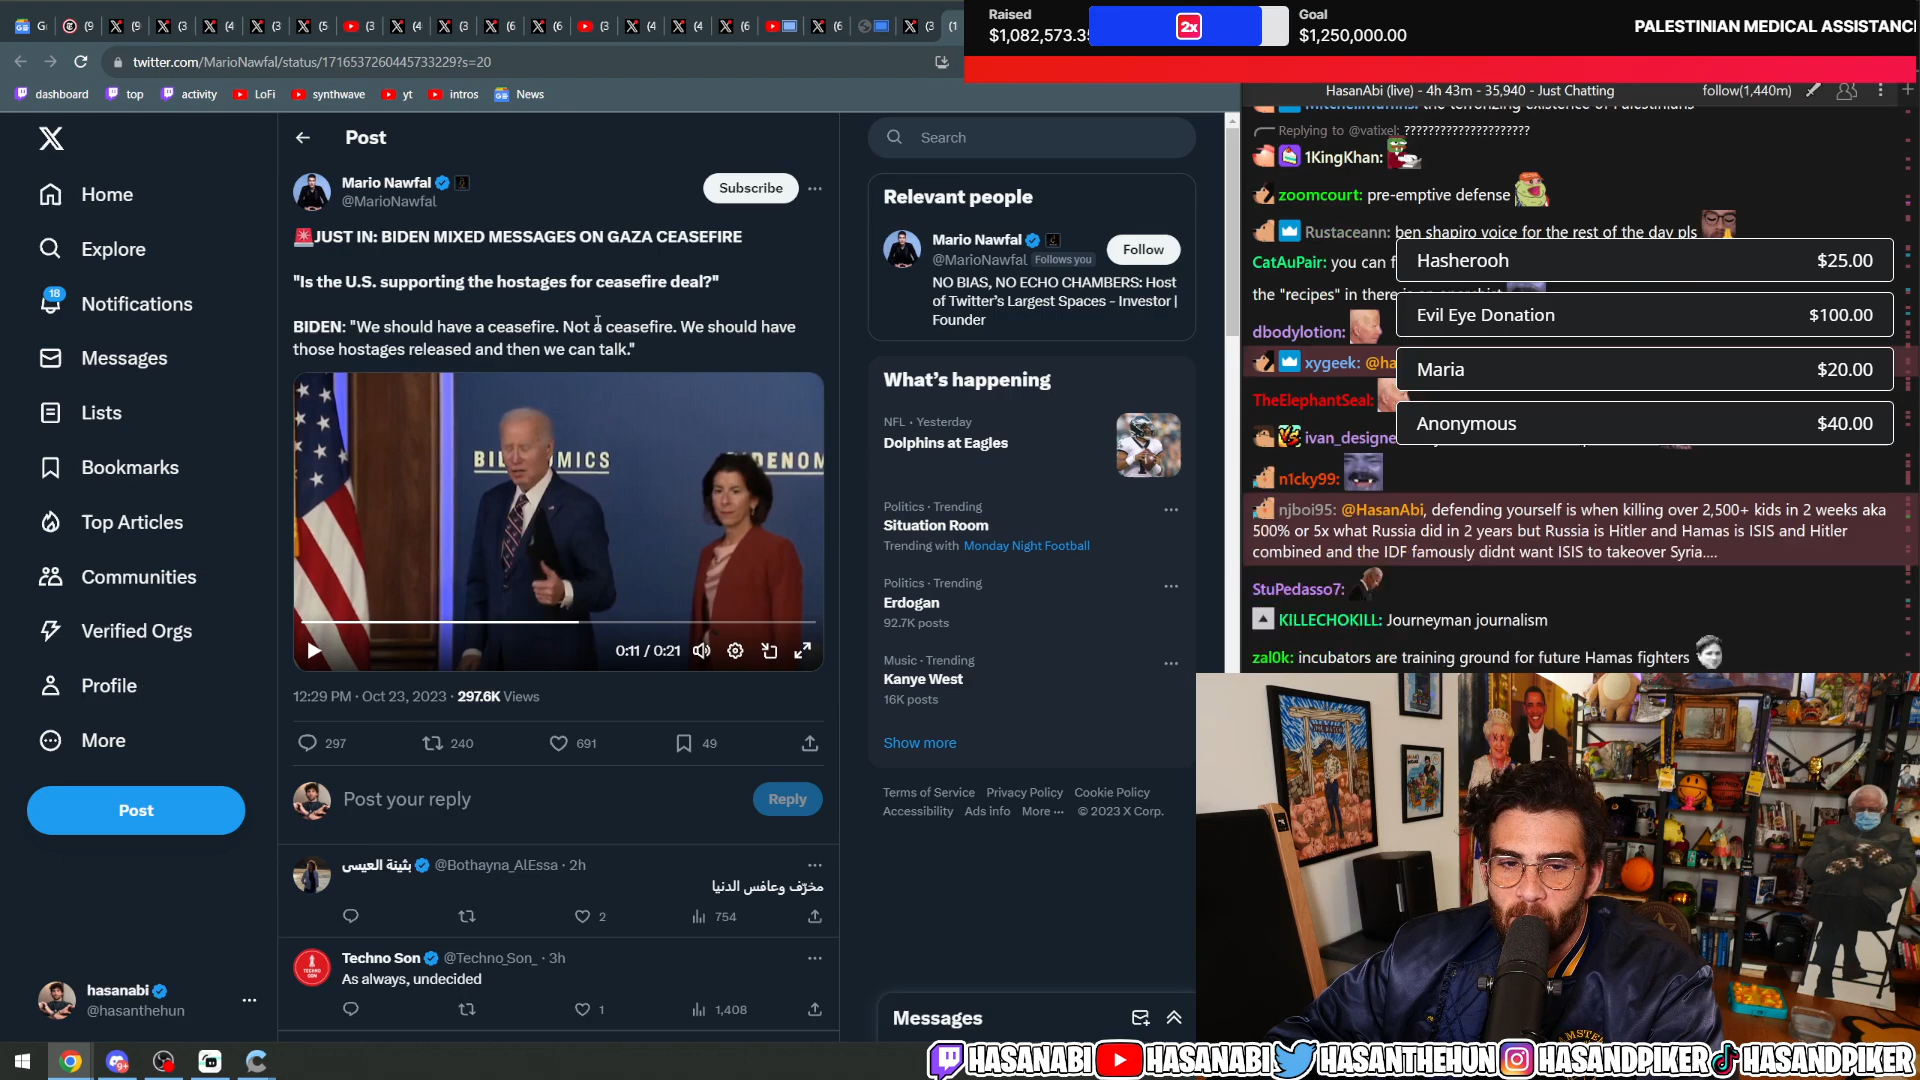 Raised
$1,082,573.3
2x
Goal
$1,250,000.00
PALESTINIAN MEDICAL ASSISTANC
twitter.com/MarioNawfal/status/1716537260445733229?s=20
dashboard
top
activity
LoFi
synthwave
yt
intros
News
HasanAbi (live) - 4h 43m - 35,940 - Just Chatting
follow(1,440m)
Home
Explore
18
Notifications
Messages
Lists
Bookmarks
Top Articles
Communities
Verified Orgs
Profile
More
Post
hasanabi
@hasanthehun
Post
Mario Nawfal
@MarioNawfal
Subscribe
JUST IN: BIDEN MIXED MESSAGES ON GAZA CEASEFIRE
"Is the U.S. supporting the hostages for ceasefire deal?"
BIDEN: "We should have a ceasefire. Not a ceasefire. We should have
those hostages released and then we can talk."
0:11 / 0:21
12:29 PM · Oct 23, 2023 · 297.6K Views
297
240
691
49
Post your reply
Reply
بثينة العيسى @Bothayna_AlEssa · 2h
مخرّف وعافس الدنيا
2
754
Techno Son @Techno_Son_ · 3h
As always, undecided
1
1,408
Search
Relevant people
Mario Nawfal
@MarioNawfal Follows you
Follow
NO BIAS, NO ECHO CHAMBERS: Host
of Twitter's Largest Spaces - Investor |
Founder
What's happening
NFL · Yesterday
Dolphins at Eagles
Politics · Trending
Situation Room
Trending with Monday Night Football
Politics · Trending
Erdogan
92.7K posts
Music · Trending
Kanye West
16K posts
Show more
Terms of Service Privacy Policy Cookie Policy
Accessibility Ads info More ··· © 2023 X Corp.
Messages
the terrorizing existence of Palestinians
Replying to @vatixel: ?????????????????????
1KingKhan:
zoomcourt: pre-emptive defense
Rustaceann: ben shapiro voice for the rest of the day pls
CatAuPair: you can f
the "recipes" in there
dbodylotion:
xygeek: @ha
TheElephantSeal:
ivan_designe
n1cky99:
njboi95: @HasanAbi, defending yourself is when killing over 2,500+ kids in 2 weeks aka
500% or 5x what Russia did in 2 years but Russia is Hitler and Hamas is ISIS and Hitler
combined and the IDF famously didnt want ISIS to takeover Syria....
StuPedasso7:
KILLECHOKILL: Journeyman journalism
zal0k: incubators are training ground for future Hamas fighters
Hasherooh $25.00
Evil Eye Donation $100.00
Maria $20.00
Anonymous $40.00
HASANABI HASANABI HASANTHEHUN HASANDPIKER HASANDPIKER